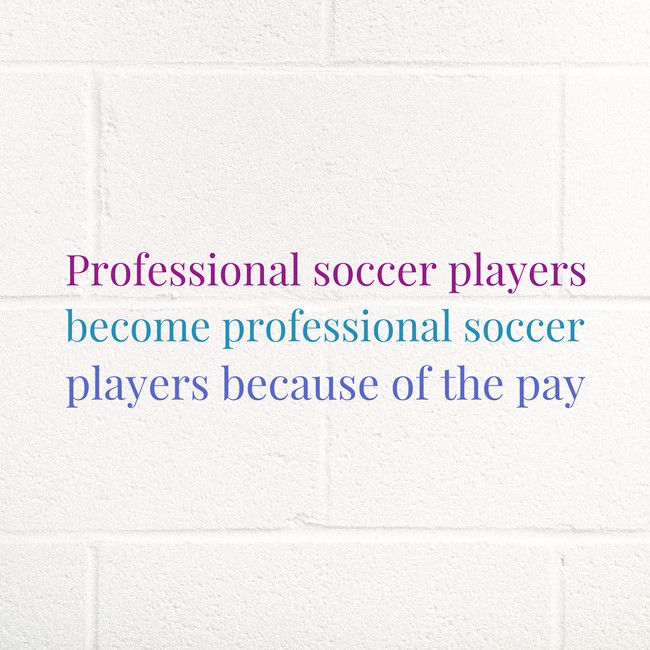 Professional soccer players
become professional soccer
players because of the pay